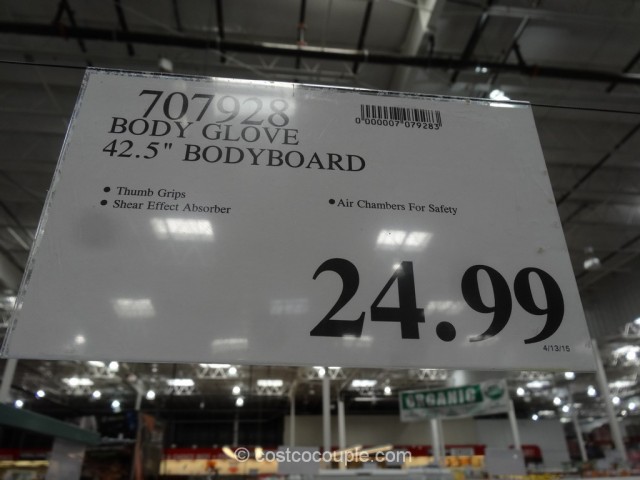 707928
BODY GLOVE
42.5" BODYBOARD
0 000007 079283
• Thumb Grips
• Shear Effect Absorber
• Air Chambers For Safety
24.99
4/13/15
ORGANIC
© costcocouple.com